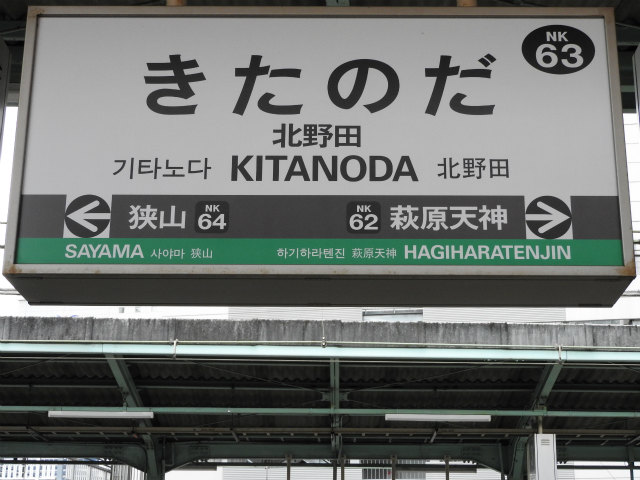 NK
63
きたのだ
北野田
기타노다 KITANODA 北野田
狭山 NK 64 NK 62 萩原天神
SAYAMA 사야마 狭山 하기하라텐진 萩原天神 HAGIHARATENJIN